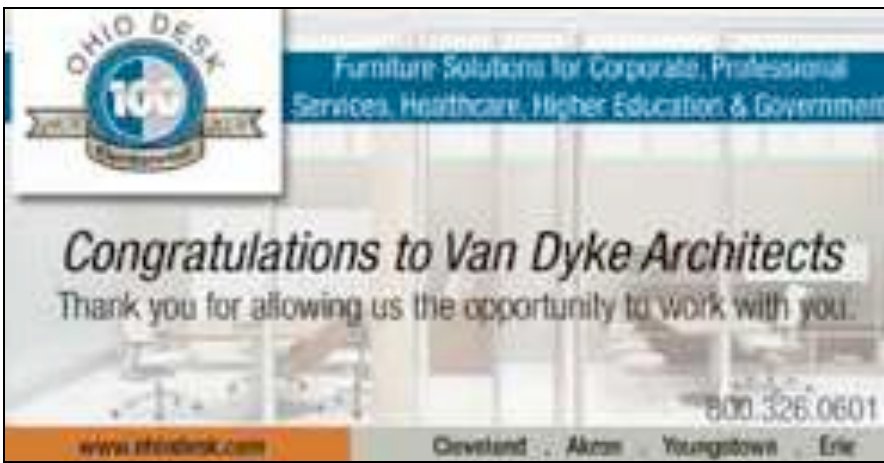 OHIO DESK
100
Furniture Solutions for Corporate, Professional
Services, Healthcare, Higher Education & Government
Congratulations to Van Dyke Architects
Thank you for allowing us the opportunity to work with you.
800.326.0601
www.ohiodesk.com
Cleveland . Akron . Youngstown . Erie